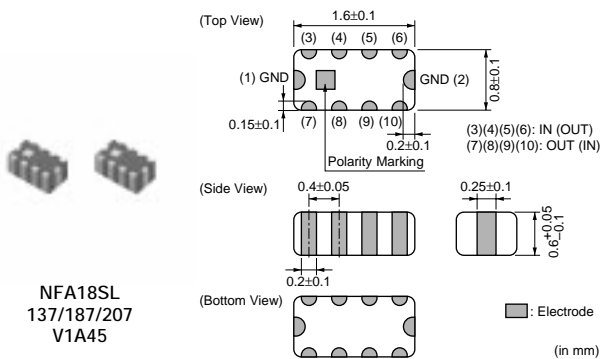 (Top View)
1.6±0.1
(3) (4) (5) (6)
(1) GND
GND (2)
0.8±0.1
0.15±0.1
(7) (8) (9) (10)
0.2±0.1
Polarity Marking
(3)(4)(5)(6): IN (OUT)
(7)(8)(9)(10): OUT (IN)
(Side View)
0.4±0.05
0.25±0.1
0.6+0.05−0.1
0.2±0.1
NFA18SL
137/187/207
V1A45
(Bottom View)
: Electrode
(in mm)